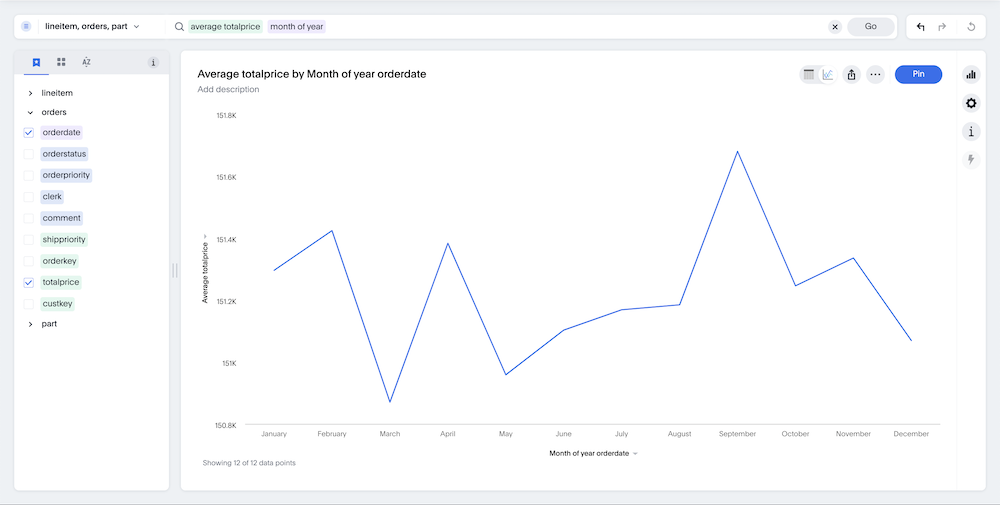 lineitem, orders, part
average totalprice month of year
Go
lineitem
orders
orderdate
orderstatus
orderpriority
clerk
comment
shippriority
orderkey
totalprice
custkey
part
Average totalprice by Month of year orderdate
Add description
Pin
151.8K
151.6K
151.4K
151.2K
151K
150.8K
Average totalprice
January February March April May June July August September October November December
Month of year orderdate
Showing 12 of 12 data points